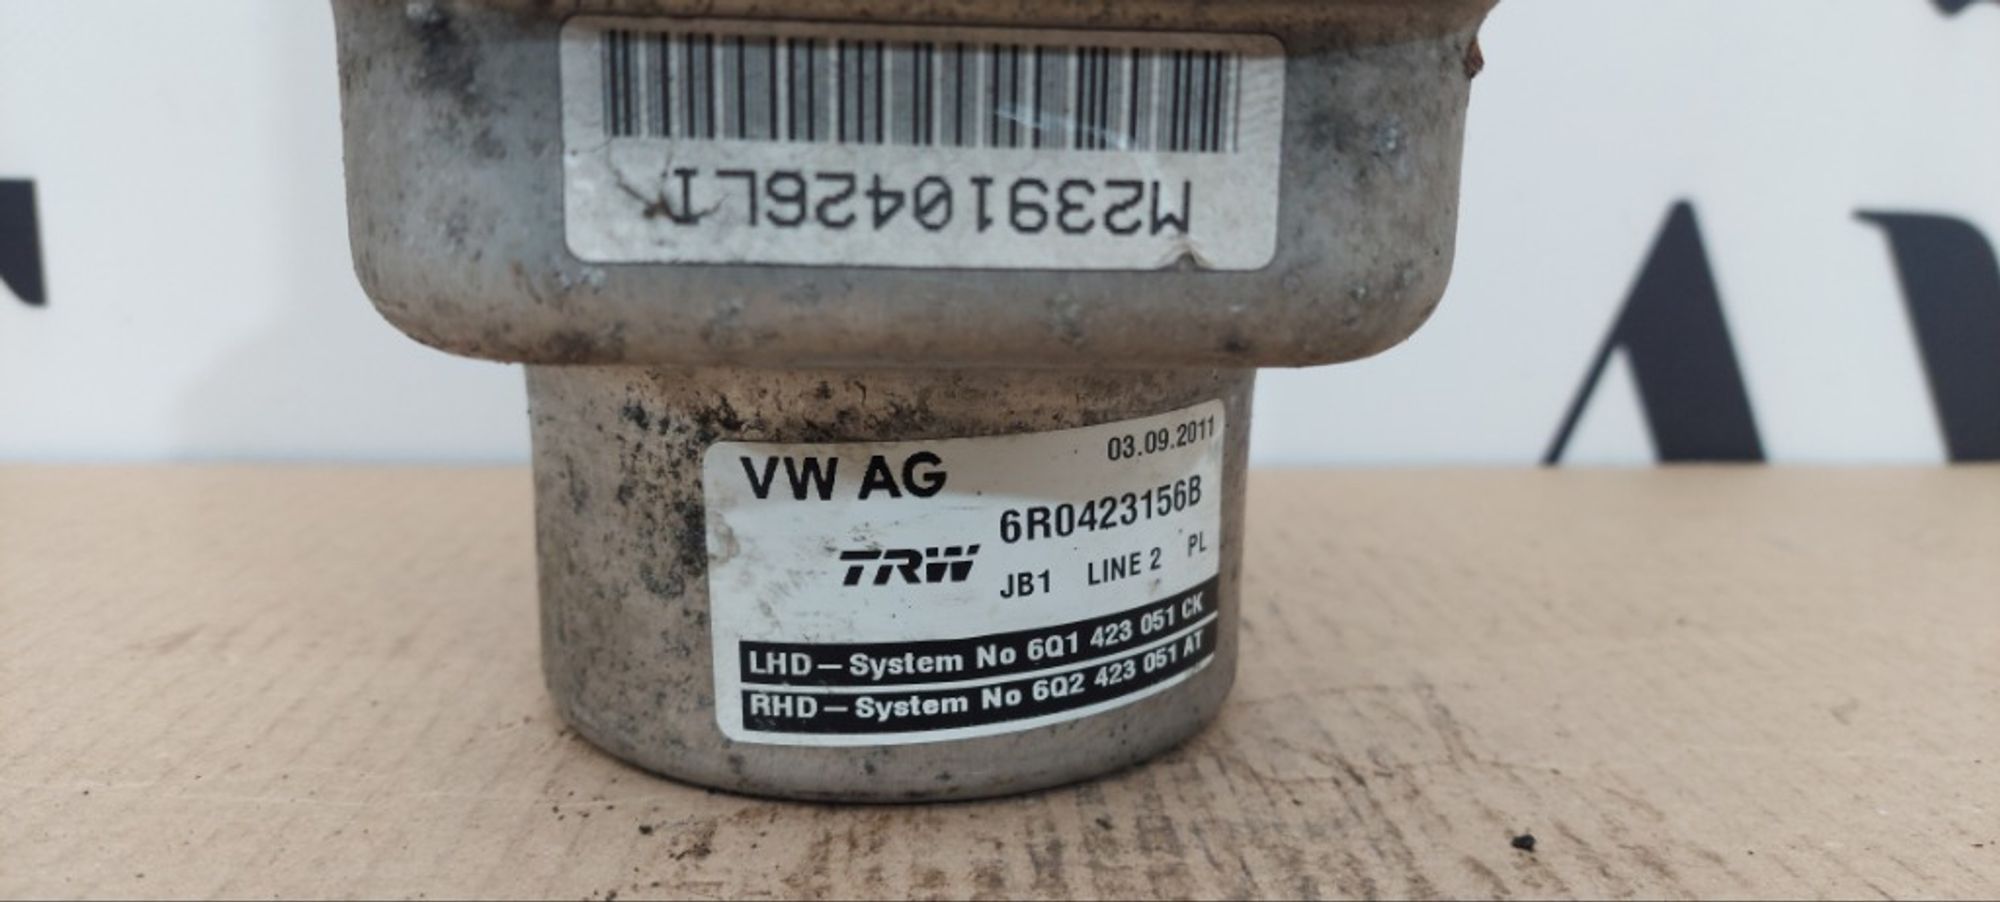 M23910426LI
VW AG
03.09.2011
6R0423156B
TRW
JB1 LINE 2 PL
LHD – System No 6Q1 423 051 CK
RHD – System No 6Q2 423 051 AT